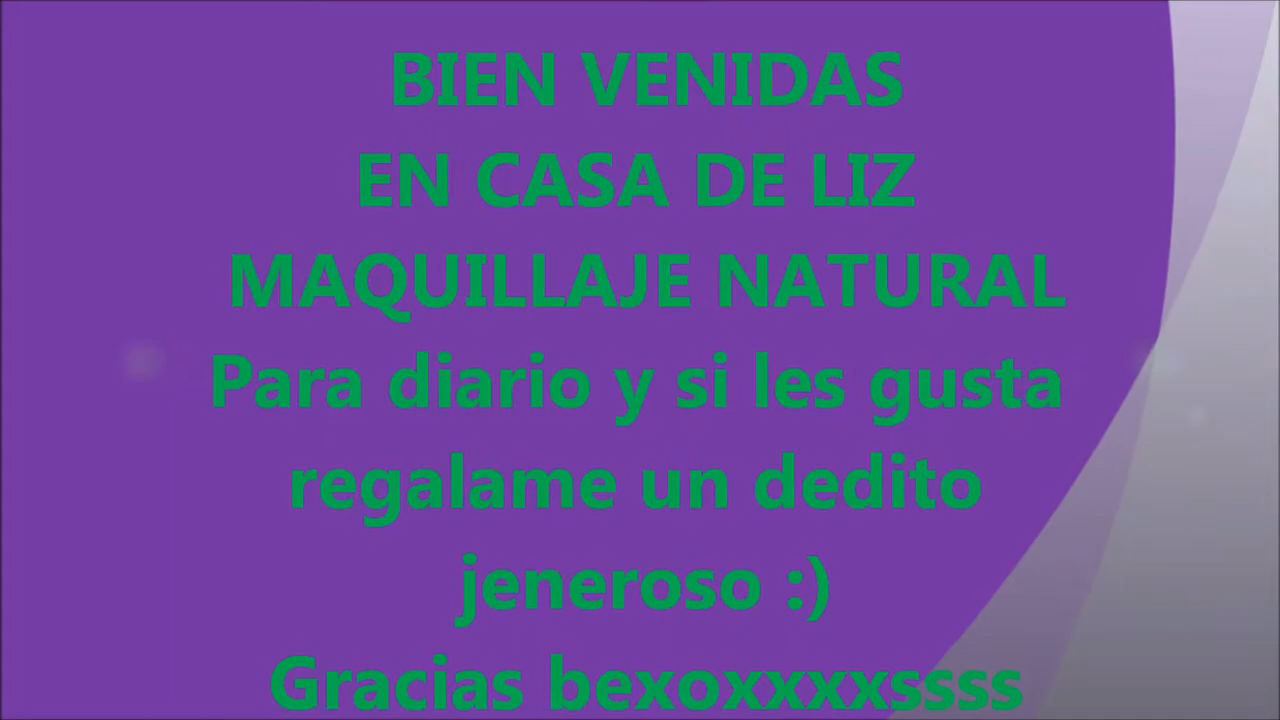 BIEN VENIDAS
EN CASA DE LIZ
MAQUILLAJE NATURAL
Para diario y si les gusta
regalame un dedito
jeneroso :)
Gracias bexoxxxxssss